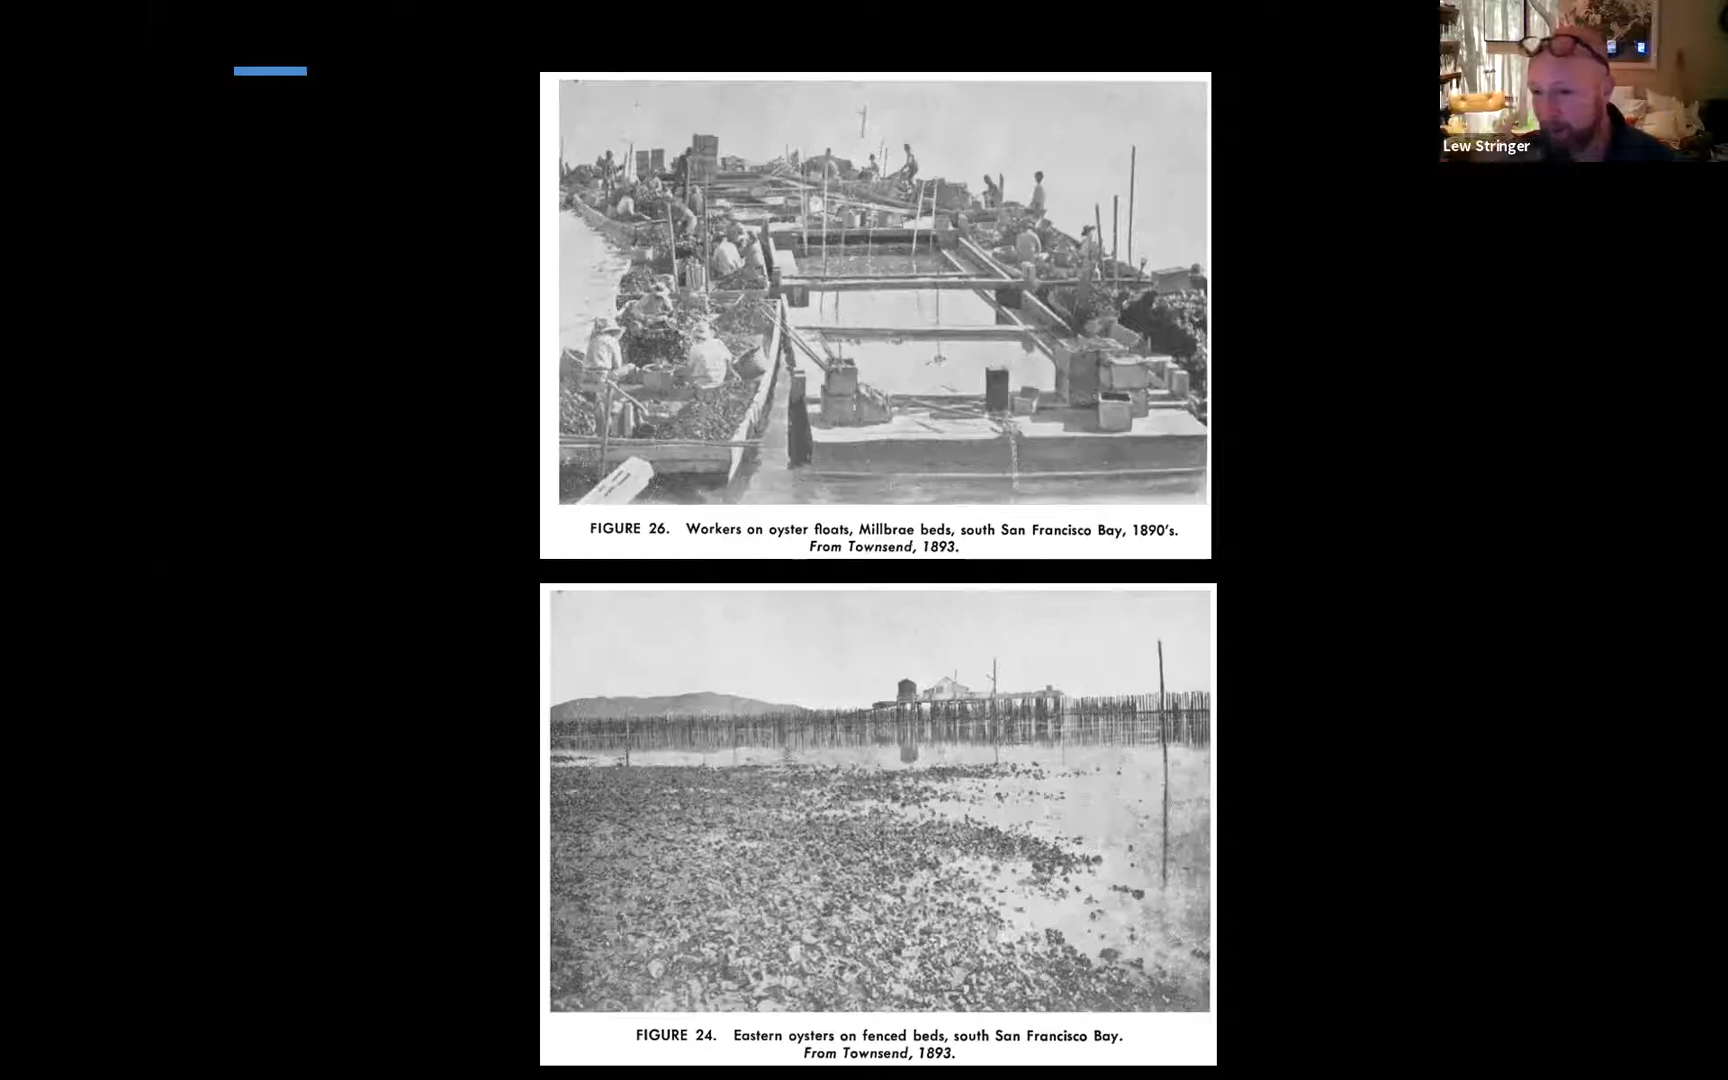 Lew Stringer
FIGURE 26. Workers on oyster floats, Millbrae beds, south San Francisco Bay, 1890's.
From Townsend, 1893.
FIGURE 24. Eastern oysters on fenced beds, south San Francisco Bay.
From Townsend, 1893.